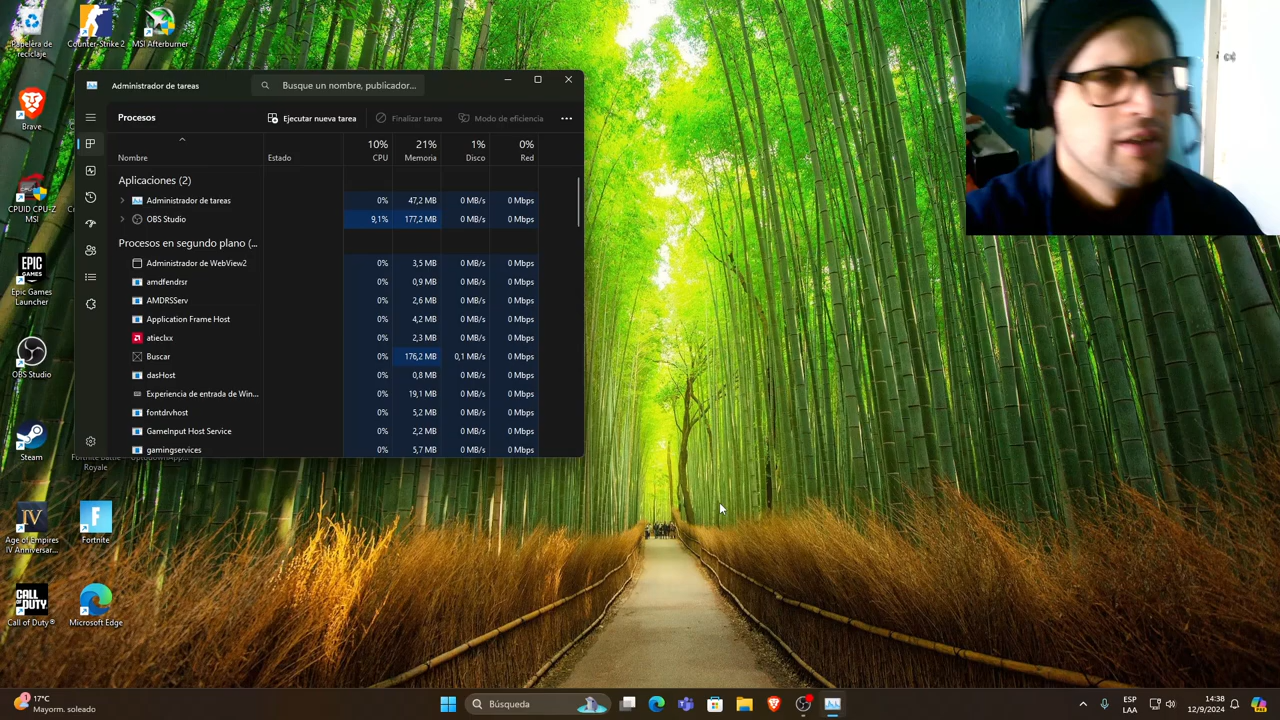 Papelera de
reciclaje
Counter-Strike 2
MSI Afterburner
Brave
CPUID CPU-Z
MSI
Epic Games
Launcher
OBS Studio
Steam
Fortnite Battle
Royale
Age of Empires
IV Anniversar...
Fortnite
Call of Duty®
Microsoft Edge
Administrador de tareas
Busque un nombre, publicador...
Procesos
Ejecutar nueva tarea
Finalizar tarea
Modo de eficiencia
10% 21% 1% 0%
Nombre Estado CPU Memoria Disco Red
Aplicaciones (2)
Administrador de tareas 0% 47,2 MB 0 MB/s 0 Mbps
OBS Studio 9,1% 177,2 MB 0 MB/s 0 Mbps
Procesos en segundo plano (...
Administrador de WebView2 0% 3,5 MB 0 MB/s 0 Mbps
amdfendrsr 0% 0,9 MB 0 MB/s 0 Mbps
AMDRSServ 0% 2,6 MB 0 MB/s 0 Mbps
Application Frame Host 0% 4,2 MB 0 MB/s 0 Mbps
atieclxx 0% 2,3 MB 0 MB/s 0 Mbps
Buscar 0% 176,2 MB 0,1 MB/s 0 Mbps
dasHost 0% 0,8 MB 0 MB/s 0 Mbps
Experiencia de entrada de Win... 0% 19,1 MB 0 MB/s 0 Mbps
fontdrvhost 0% 5,2 MB 0 MB/s 0 Mbps
GameInput Host Service 0% 2,2 MB 0 MB/s 0 Mbps
gamingservices 0% 5,7 MB 0 MB/s 0 Mbps
1
17°C
Mayorm. soleado
Búsqueda
ESP
LAA
14:38
12/9/2024